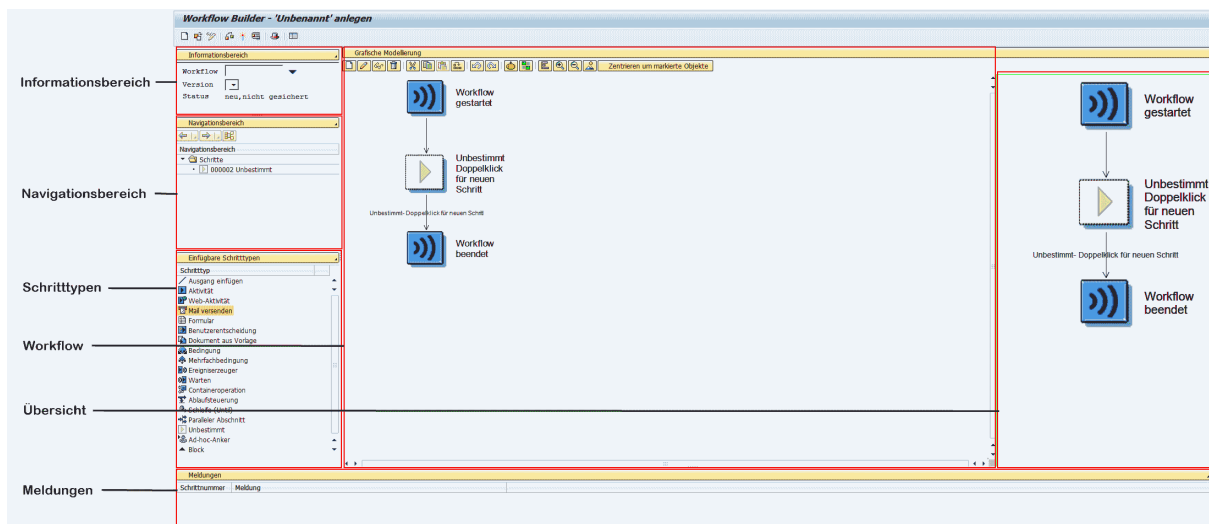 Workflow Builder - 'Unbenannt' anlegen
Informationsbereich
Informationsbereich
Workflow
Version
Status neu,nicht gesichert
Navigationsbereich
Navigationsbereich
Navigationsbereich
Schritte
000002 Unbestimmt
Schritttypen
Einfügbare Schritttypen
Schritttyp
Ausgang einfügen
Aktivität
Web-Aktivität
Mail versenden
Formular
Benutzerentscheidung
Dokument aus Vorlage
Bedingung
Mehrfachbedingung
Ereigniserzeuger
Warten
Containeroperation
Ablaufsteuerung
Schleife (Until)
Paralleler Abschnitt
Unbestimmt
Ad-hoc-Anker
Block
Workflow
Übersicht
Grafische Modellierung
Zentrieren um markierte Objekte
Workflow
gestartet
Unbestimmt
Doppelklick
für neuen
Schritt
Unbestimmt- Doppelklick für neuen Schritt
Workflow
beendet
Workflow
gestartet
Unbestimmt
Doppelklick
für neuen
Schritt
Unbestimmt- Doppelklick für neuen Schritt
Workflow
beendet
Meldungen
Meldungen
Schrittnummer Meldung